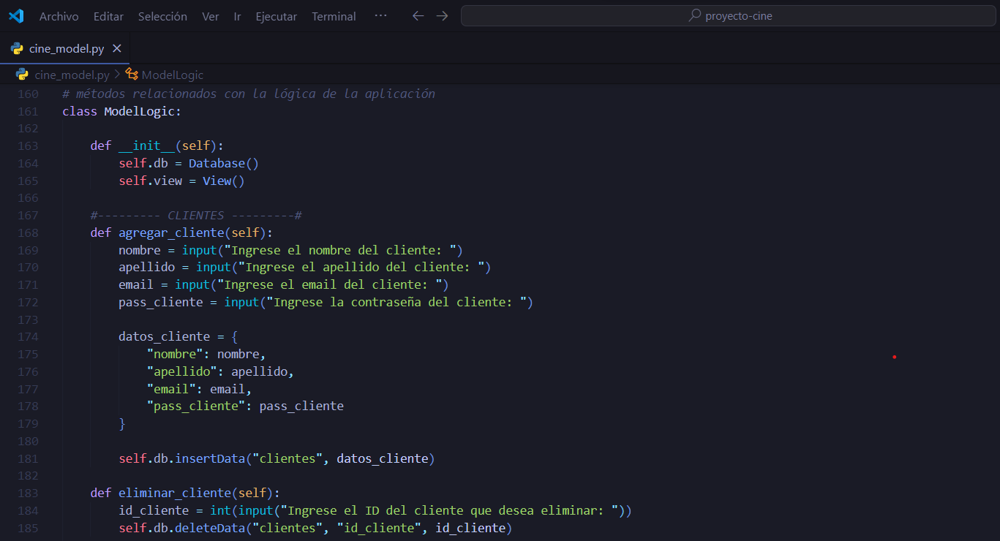 Archivo Editar Selección Ver Ir Ejecutar Terminal ··· proyecto-cine
cine_model.py
cine_model.py > ModelLogic
160 # métodos relacionados con la lógica de la aplicación
161 class ModelLogic:
162
163     def __init__(self):
164         self.db = Database()
165         self.view = View()
166
167     #--------- CLIENTES ---------#
168     def agregar_cliente(self):
169         nombre = input("Ingrese el nombre del cliente: ")
170         apellido = input("Ingrese el apellido del cliente: ")
171         email = input("Ingrese el email del cliente: ")
172         pass_cliente = input("Ingrese la contraseña del cliente: ")
173
174         datos_cliente = {
175             "nombre": nombre,
176             "apellido": apellido,
177             "email": email,
178             "pass_cliente": pass_cliente
179         }
180
181         self.db.insertData("clientes", datos_cliente)
182
183     def eliminar_cliente(self):
184         id_cliente = int(input("Ingrese el ID del cliente que desea eliminar: "))
185         self.db.deleteData("clientes", "id_cliente", id_cliente)